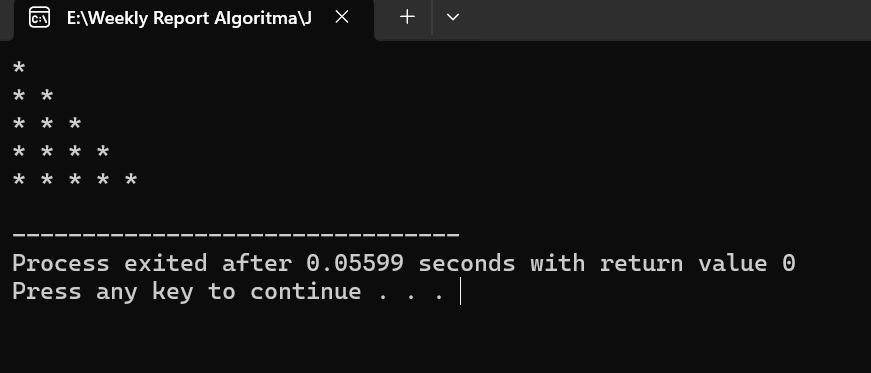 E:\Weekly Report Algoritma\J
*
* *
* * *
* * * *
* * * * *
--------------------------------
Process exited after 0.05599 seconds with return value 0
Press any key to continue . . .